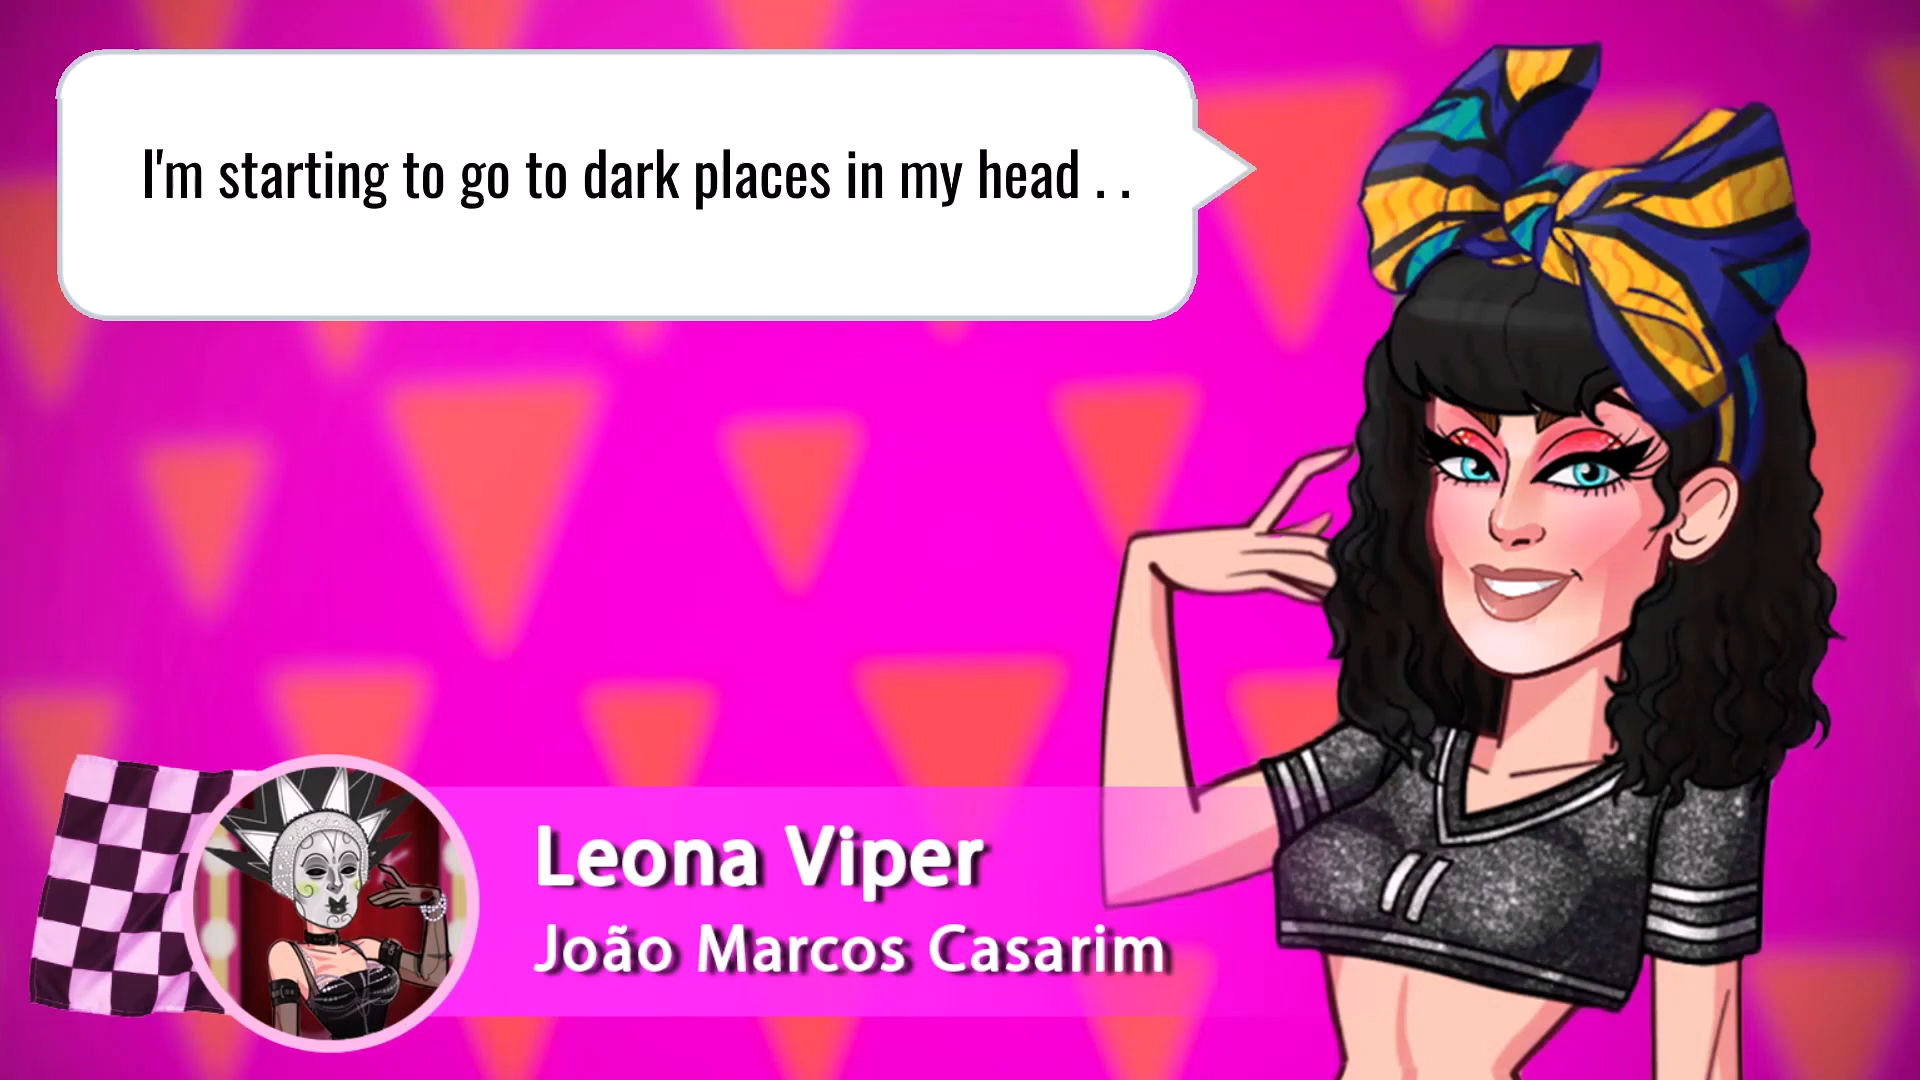 I'm starting to go to dark places in my head . .
Leona Viper
João Marcos Casarim